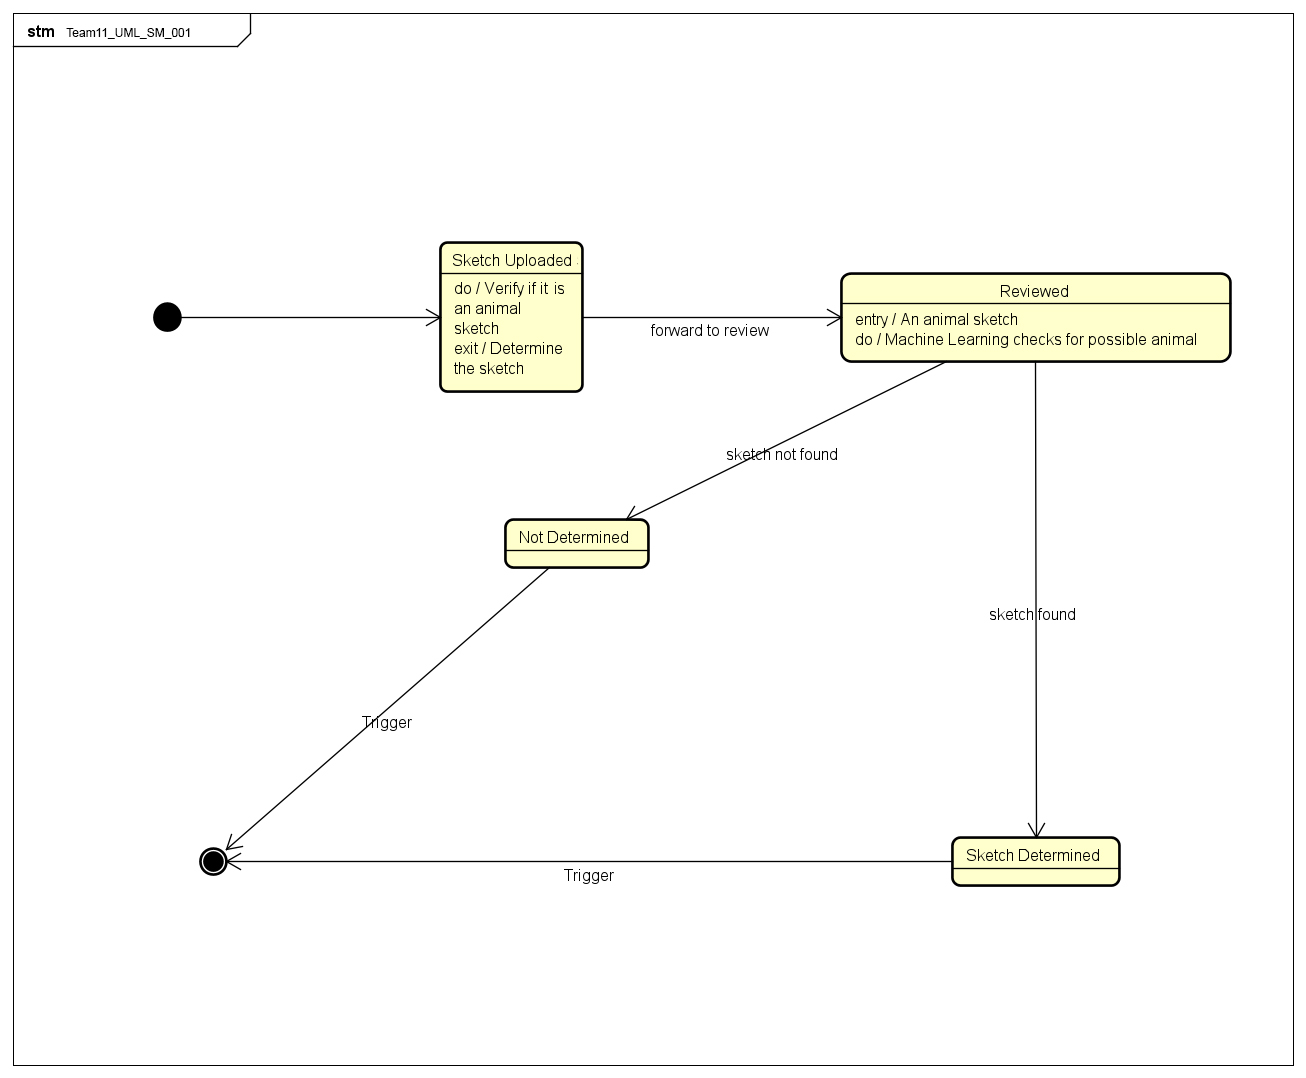 stm Team11_UML_SM_001
Sketch Uploaded
do / Verify if it is
an animal
sketch
exit / Determine
the sketch
forward to review
Reviewed
entry / An animal sketch
do / Machine Learning checks for possible animal
sketch not found
Not Determined
sketch found
Trigger
Sketch Determined
Trigger